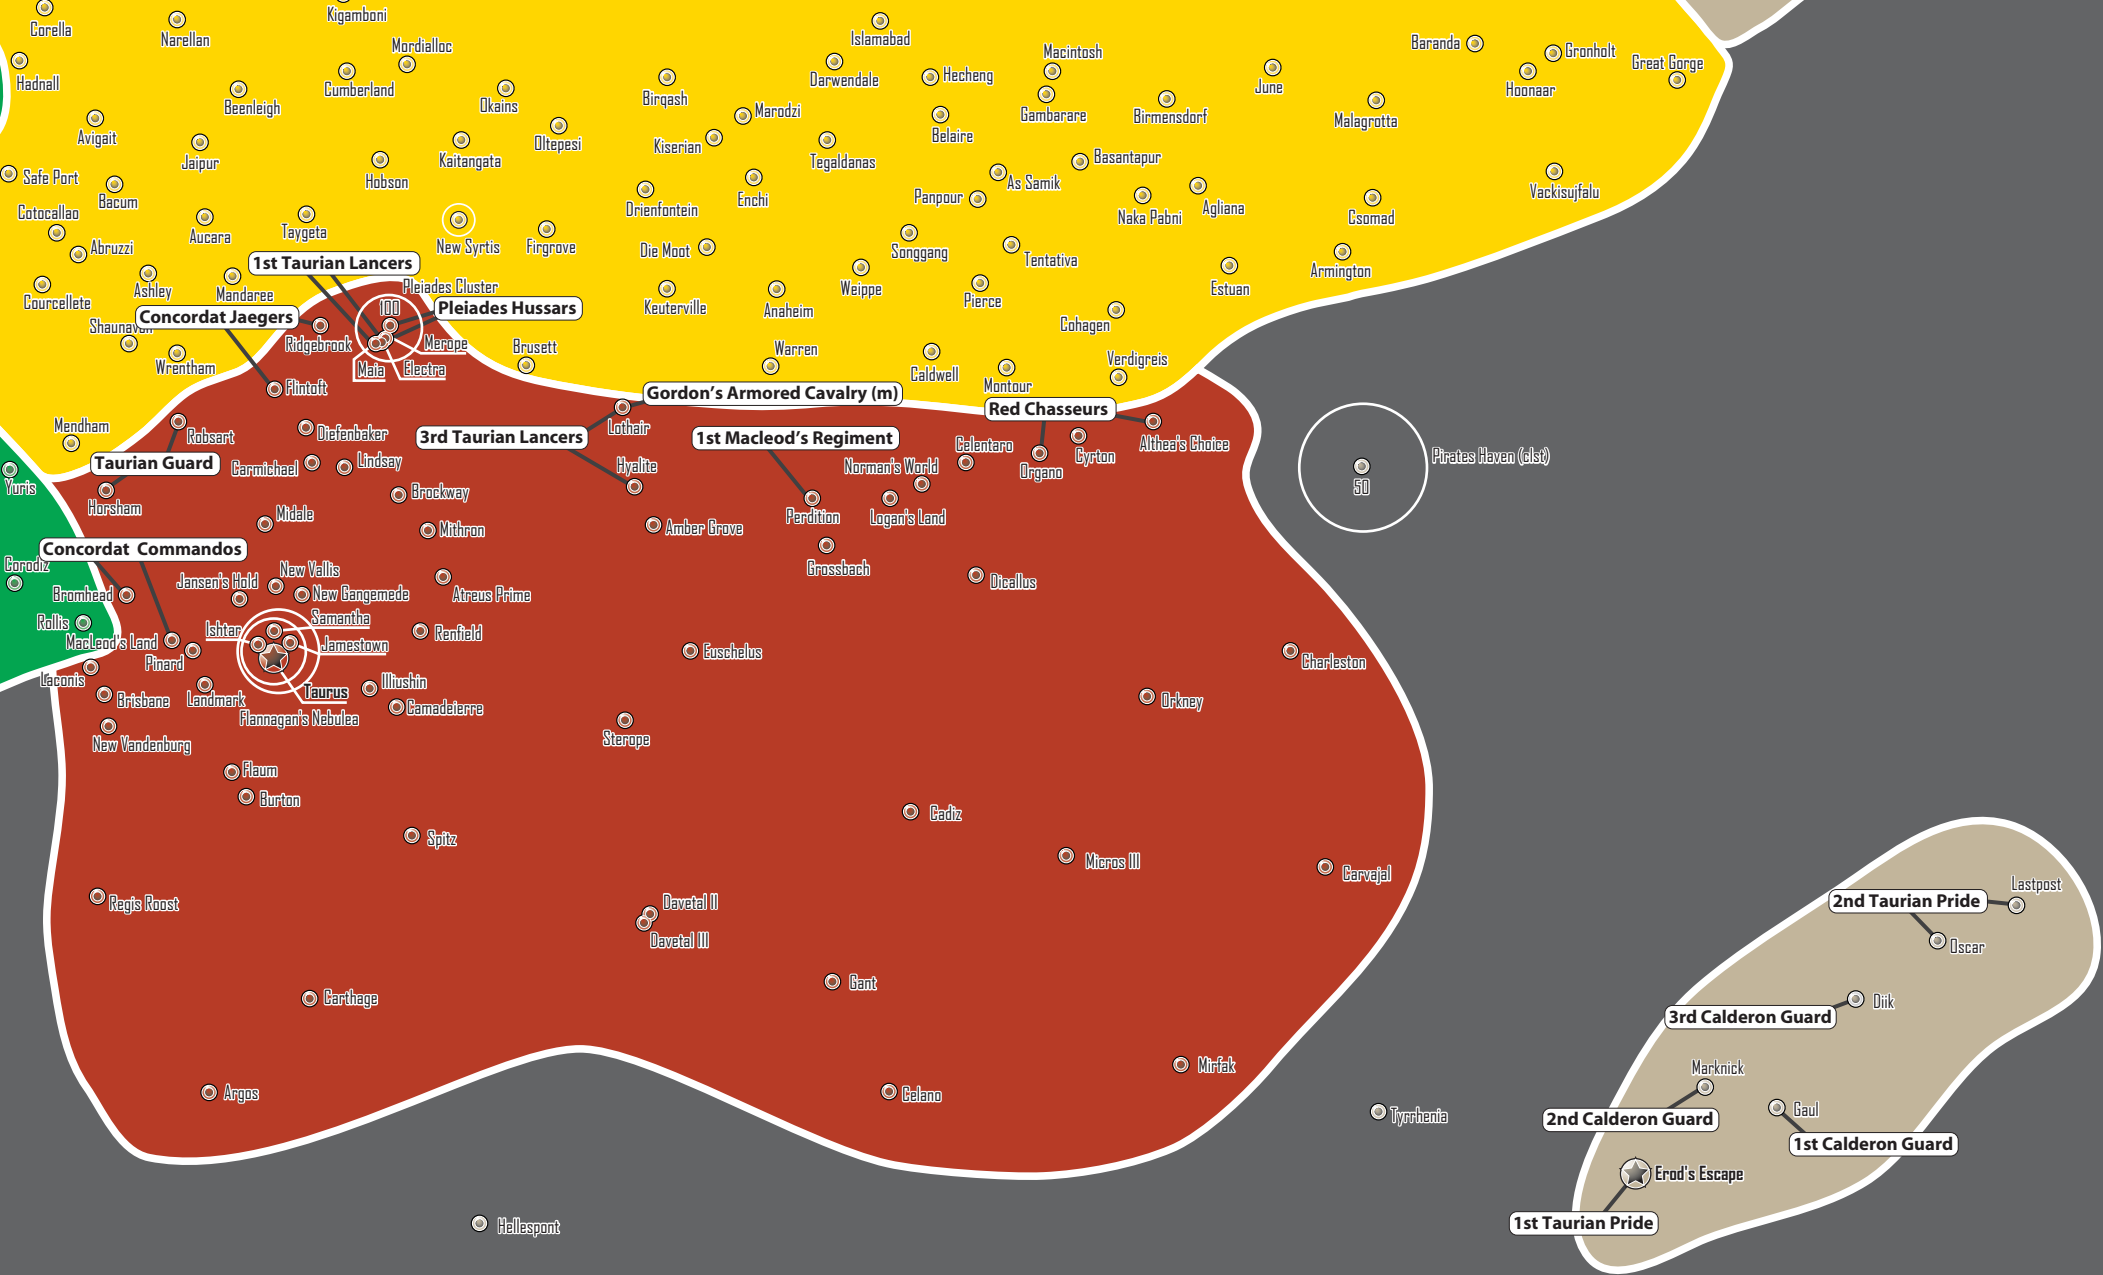 Corella
Narellan
Kigamboni
Mordialloc
Islamabad
Darwendale
Hecheng
Macintosh
Baranda
Gronholt
Great Gorge
Hoonaar
Hadnall
Cumberland
Beenleigh
Okains
Birqash
Marodzi
Belaire
Gambarare
Birmensdorf
June
Malagrotta
Avigait
Jaipur
Kaitangata
Oltepesi
Kiserian
Tegaldanas
Basantapur
Safe Port
Bacum
Hobson
Drienfontein
Enchi
Panpour
As Samik
Naka Pabni
Agliana
Csomad
Vackisujfalu
Cotocallao
Abruzzi
Aucara
Taygeta
New Syrtis
Firgrove
Die Moot
Songgang
Tentativa
Armington
1st Taurian Lancers
Courcellete
Ashley
Mandaree
Pleiades Cluster
Keuterville
Anaheim
Weippe
Pierce
Estuan
100
Pleiades Hussars
Concordat Jaegers
Shaunavon
Ridgebrook
Merope
Maia
Electra
Wrentham
Brusett
Warren
Caldwell
Montour
Cohagen
Verdigreis
Flintoft
Gordon's Armored Cavalry (m)
Red Chasseurs
Mendham
Robsart
Diefenbaker
3rd Taurian Lancers
Lothair
1st Macleod's Regiment
Celentaro
Organo
Cyrton
Althea's Choice
Pirates Haven (clst)
50
Taurian Guard
Carmichael
Lindsay
Hyalite
Norman's World
Yuris
Horsham
Brockway
Perdition
Logan's Land
Midale
Mithron
Amber Grove
Grossbach
Concordat Commandos
Corodiz
Bromhead
Jansen's Hold
New Vallis
New Gangemede
Atreus Prime
Dicallus
Rollis
MacLeod's Land
Pinard
Ishtar
Samantha
Jamestown
Renfield
Euschelus
Charleston
Laconis
Brisbane
Landmark
Taurus
Illiushin
Camadeierre
Flannagan's Nebulea
New Vandenburg
Sterope
Orkney
Flaum
Burton
Spitz
Cadiz
Micros III
Carvajal
Regis Roost
Davetal II
Davetal III
Lastpost
2nd Taurian Pride
Oscar
Carthage
Gant
3rd Calderon Guard
Diik
Argos
Celano
Mirfak
Tyrrhenia
Marknick
2nd Calderon Guard
Gaul
1st Calderon Guard
Erod's Escape
1st Taurian Pride
Hellespont